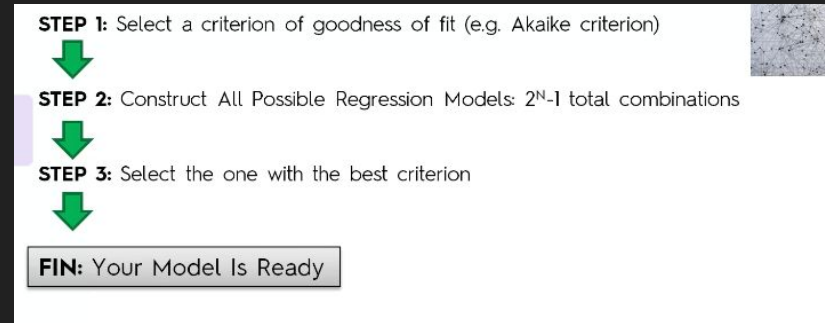 STEP 1: Select a criterion of goodness of fit (e.g. Akaike criterion)
STEP 2: Construct All Possible Regression Models: 2ᴺ-1 total combinations
STEP 3: Select the one with the best criterion
FIN: Your Model Is Ready